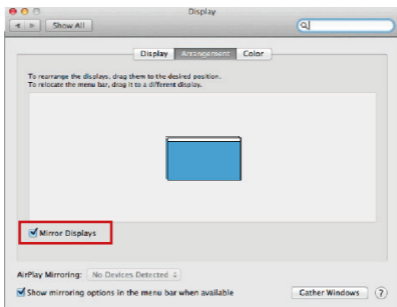 Display
Show All
Display Arrangement Color
To rearrange the displays, drag them to the desired position.
To relocate the menu bar, drag it to a different display.
Mirror Displays
AirPlay Mirroring: No Devices Detected
Show mirroring options in the menu bar when available
Gather Windows ?